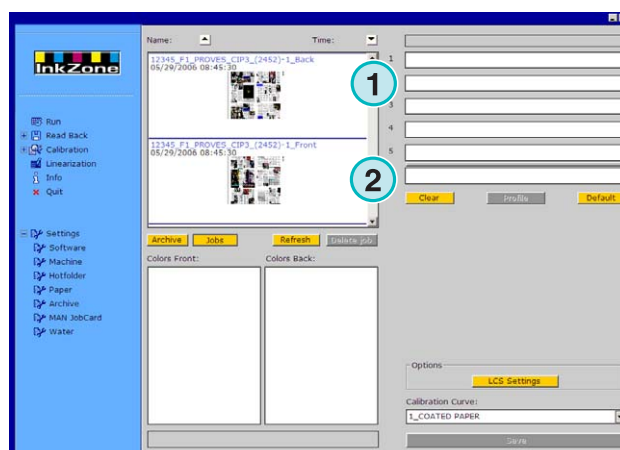 InkZone
Run
Read Back
Calibration
Linearization
Info
Quit
Settings
Software
Machine
Hotfolder
Paper
Archive
MAN JobCard
Water
Name:
Time:
12345_F1_PROVES_CIP3_(2452)-1_Back
05/29/2006 08:45:30
12345_F1_PROVES_CIP3_(2452)-1_Front
05/29/2006 08:45:30
Archive
Jobs
Refresh
Delete job
Colors Front:
Colors Back:
1
1
3
4
5
2
Clear
Profile
Default
Options
LCS Settings
Calibration Curve:
1_COATED PAPER
Save